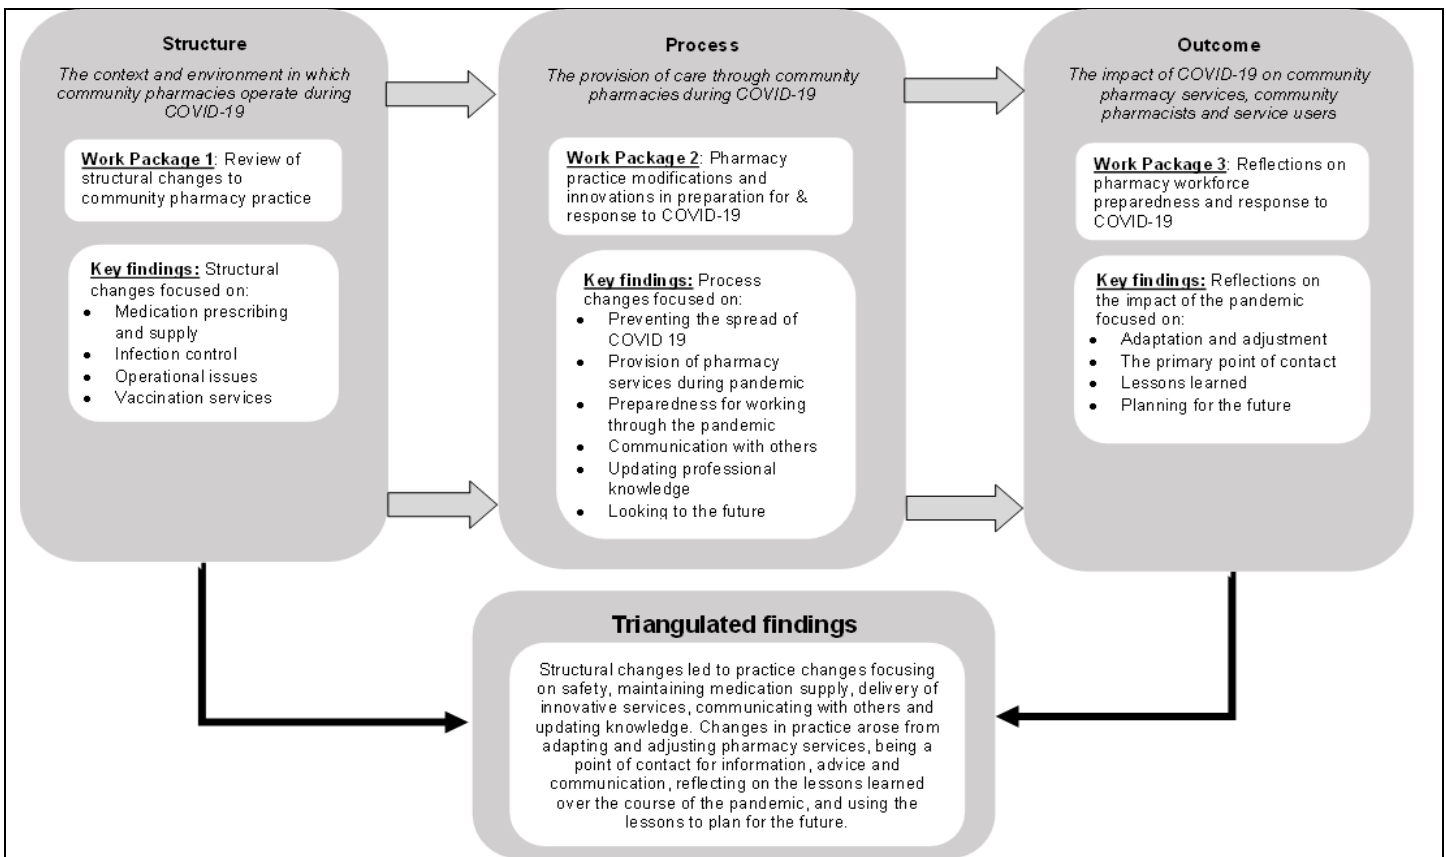 Structure
The context and environment in which
community pharmacies operate during
COVID-19
Work Package 1: Review of
structural changes to
community pharmacy practice
Key findings: Structural
changes focused on:
● Medication prescribing
and supply
● Infection control
● Operational issues
● Vaccination services
Process
The provision of care through community
pharmacies during COVID-19
Work Package 2: Pharmacy
practice modifications and
innovations in preparation for &
response to COVID-19
Key findings: Process
changes focused on:
● Preventing the spread of
COVID 19
● Provision of pharmacy
services during pandemic
● Preparedness for working
through the pandemic
● Communication with others
● Updating professional
knowledge
● Looking to the future
Outcome
The impact of COVID-19 on community
pharmacy services, community
pharmacists and service users
Work Package 3: Reflections on
pharmacy workforce
preparedness and response to
COVID-19
Key findings: Reflections on
the impact of the pandemic
focused on:
● Adaptation and adjustment
● The primary point of contact
● Lessons learned
● Planning for the future
Triangulated findings
Structural changes led to practice changes focusing
on safety, maintaining medication supply, delivery of
innovative services, communicating with others and
updating knowledge. Changes in practice arose from
adapting and adjusting pharmacy services, being a
point of contact for information, advice and
communication, reflecting on the lessons learned
over the course of the pandemic, and using the
lessons to plan for the future.